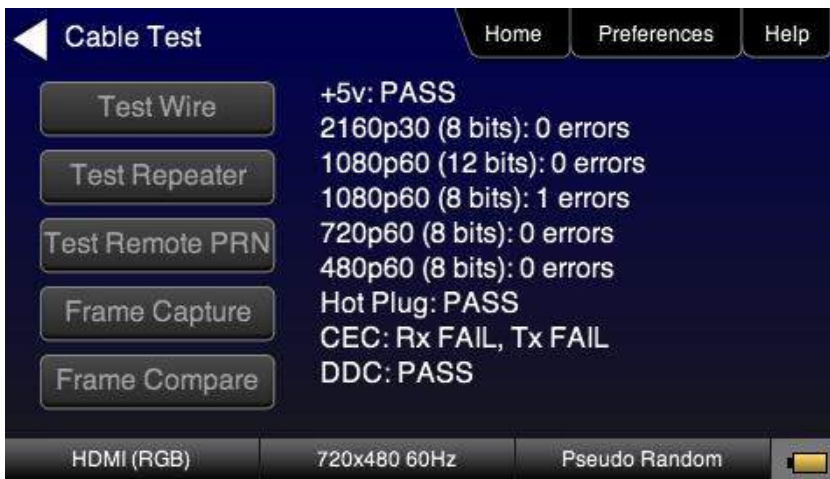 Cable Test
Home
Preferences
Help
Test Wire
Test Repeater
Test Remote PRN
Frame Capture
Frame Compare
+5v: PASS
2160p30 (8 bits): 0 errors
1080p60 (12 bits): 0 errors
1080p60 (8 bits): 1 errors
720p60 (8 bits): 0 errors
480p60 (8 bits): 0 errors
Hot Plug: PASS
CEC: Rx FAIL, Tx FAIL
DDC: PASS
HDMI (RGB)
720x480 60Hz
Pseudo Random